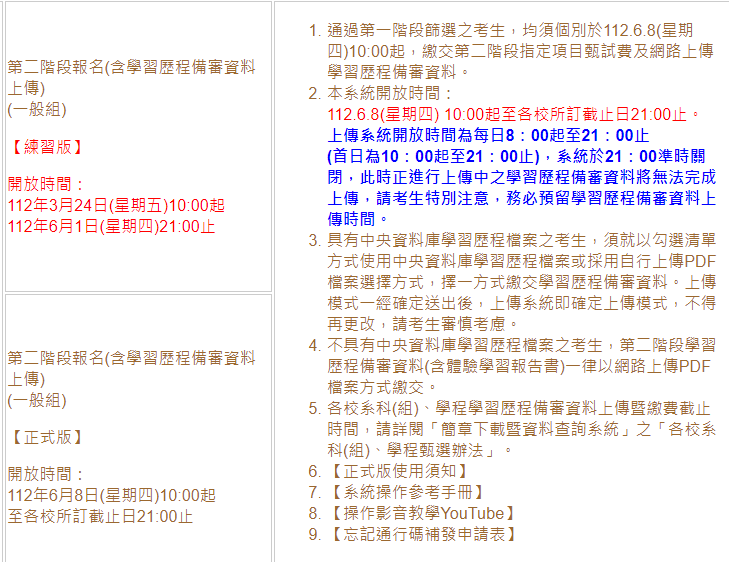 第二階段報名(含學習歷程備審資料
上傳)
(一般組)
【練習版】
開放時間：
112年3月24日(星期五)10:00起
112年6月1日(星期四)21:00止
第二階段報名(含學習歷程備審資料
上傳)
(一般組)
【正式版】
開放時間：
112年6月8日(星期四)10:00起
至各校所訂截止日21:00止
1. 通過第一階段篩選之考生，均須個別於112.6.8(星期
四)10:00起，繳交第二階段指定項目甄試費及網路上傳
學習歷程備審資料。
2. 本系統開放時間：
112.6.8(星期四) 10:00起至各校所訂截止日21:00止。
上傳系統開放時間為每日8：00起至21：00止
(首日為10：00起至21：00止)，系統於21：00準時關
閉，此時正進行上傳中之學習歷程備審資料將無法完成
上傳，請考生特別注意，務必預留學習歷程備審資料上
傳時間。
3. 具有中央資料庫學習歷程檔案之考生，須就以勾選清單
方式使用中央資料庫學習歷程檔案或採用自行上傳PDF
檔案選擇方式，擇一方式繳交學習歷程備審資料。上傳
模式一經確定送出後，上傳系統即確定上傳模式，不得
再更改，請考生審慎考慮。
4. 不具有中央資料庫學習歷程檔案之考生，第二階段學習
歷程備審資料(含體驗學習報告書)一律以網路上傳PDF
檔案方式繳交。
5. 各校系科(組)、學程學習歷程備審資料上傳暨繳費截止
時間，請詳閱「簡章下載暨資料查詢系統」之「各校系
科(組)、學程甄選辦法」。
6. 【正式版使用須知】
7. 【系統操作參考手冊】
8. 【操作影音教學YouTube】
9. 【忘記通行碼補發申請表】